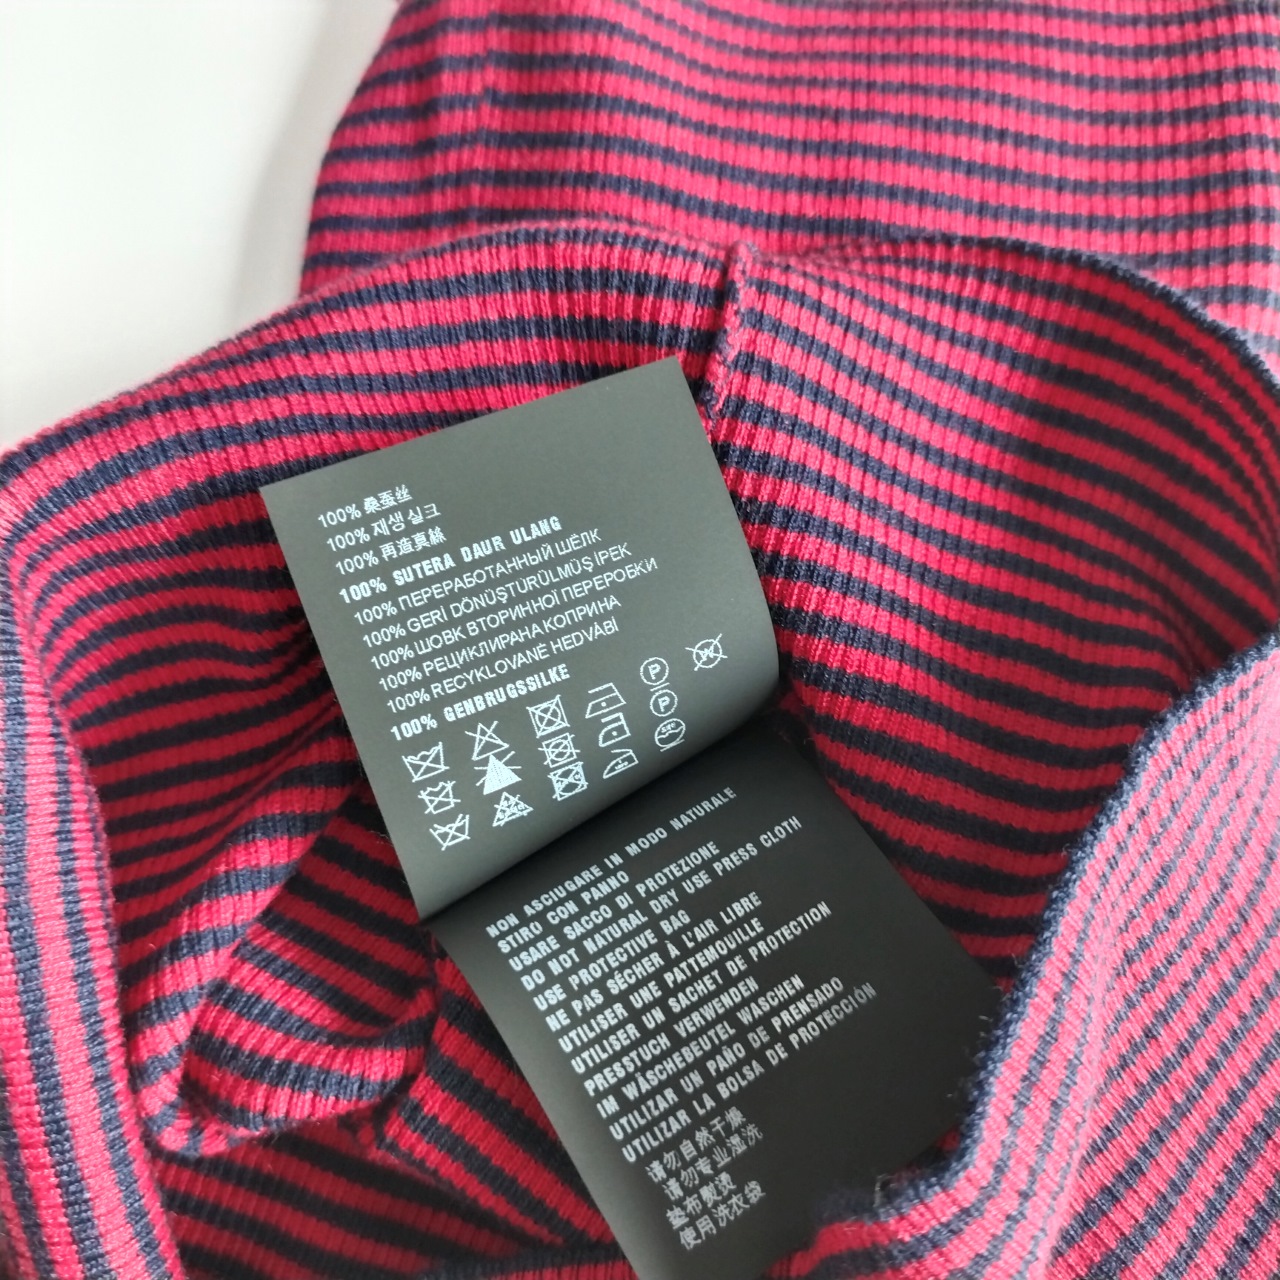 100% 桑蚕丝
100% 재생 실크
100% 再造真絲
100% SUTERA DAUR ULANG
100% ПЕРЕРАБОТАННЫЙ ШЁЛК
100% GERİ DÖNÜŞTÜRÜLMÜŞ İPEK
100% ШОВК ВТОРИННОЇ ПЕРЕРОБКИ
100% РЕЦИКЛИРАНА КОПРИНА
100% RECYKLOVANÉ HEDVÁBÍ
100% GENBRUGSSILKE
P
W
P
NON ASCIUGARE IN MODO NATURALE
STIRO CON PANNO
USARE SACCO DI PROTEZIONE
DO NOT NATURAL DRY USE PRESS CLOTH
USE PROTECTIVE BAG
NE PAS SÉCHER À L'AIR LIBRE
UTILISER UNE PATTEMOUILLE
UTILISER UN SACHET DE PROTECTION
PRESSTUCH VERWENDEN
IM WÄSCHEBEUTEL WASCHEN
UTILIZAR UN PAÑO DE PRENSADO
UTILIZAR LA BOLSA DE PROTECCIÓN
请勿自然干燥
请勿专业湿洗
垫布熨烫
使用洗衣袋